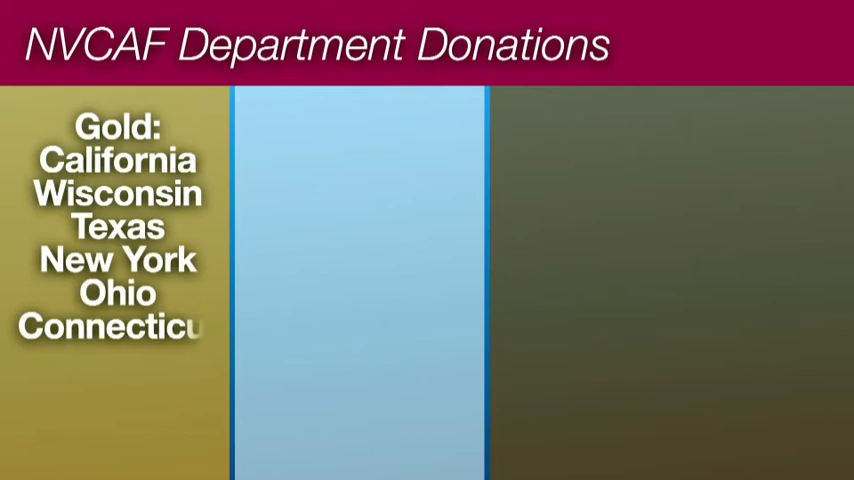 NVCAF Department Donations
Gold:
California
Wisconsin
Texas
New York
Ohio
Connecticu